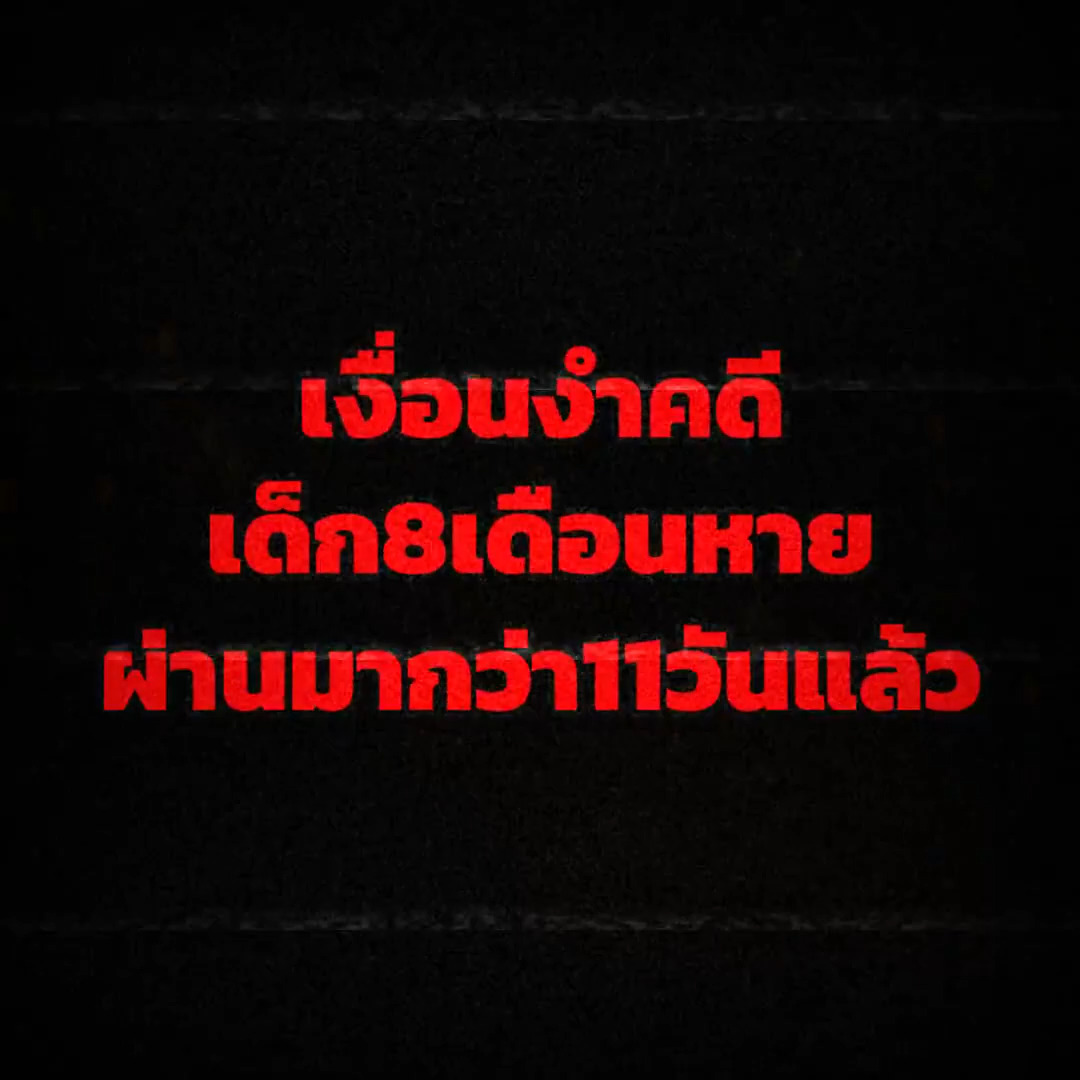 เงื่อนงำคดี
เด็ก8เดือนหาย
ผ่านมากว่า11วันแล้ว